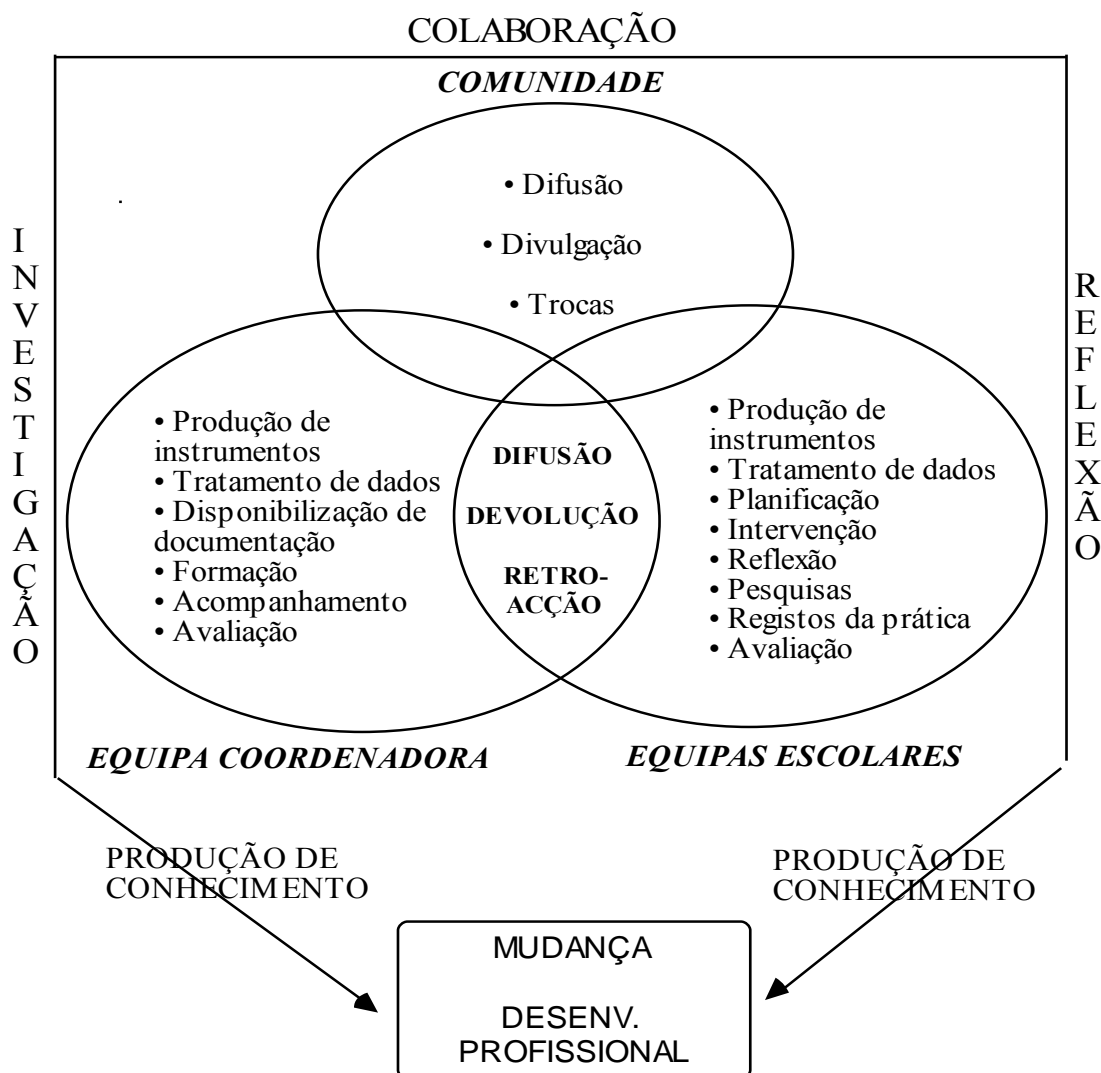 COLABORAÇÃO
COMUNIDADE
• Difusão
• Divulgação
• Trocas
INVESTIGAÇÃO
REFLEXÃO
• Produção de
instrumentos
• Tratamento de dados
• Disponibilização de
documentação
• Formação
• Acompanhamento
• Avaliação
DIFUSÃO
DEVOLUÇÃO
RETRO-
ACÇÃO
• Produção de
instrumentos
• Tratamento de dados
• Planificação
• Intervenção
• Reflexão
• Pesquisas
• Registos da prática
• Avaliação
EQUIPA COORDENADORA
EQUIPAS ESCOLARES
PRODUÇÃO DE
CONHECIMENTO
PRODUÇÃO DE
CONHECIMENTO
MUDANÇA
DESENV.
PROFISSIONAL